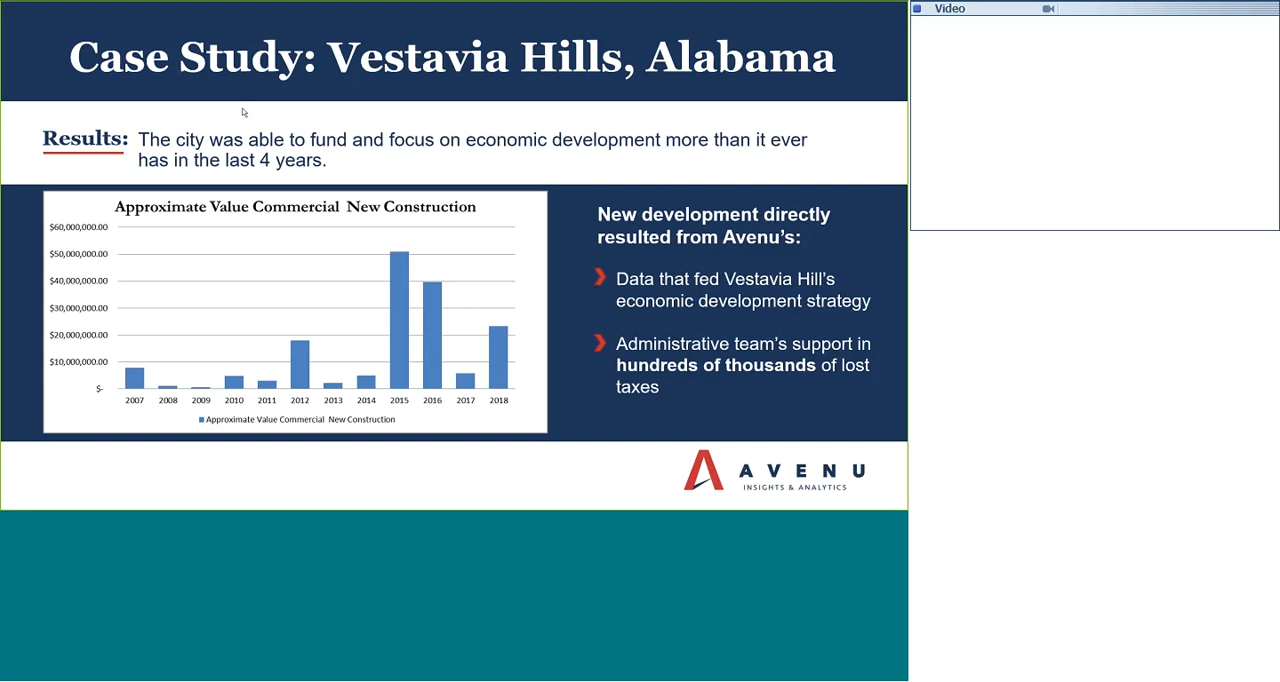 Video
Case Study: Vestavia Hills, Alabama
Results: The city was able to fund and focus on economic development more than it ever
has in the last 4 years.
Approximate Value Commercial  New Construction
$60,000,000.00
$50,000,000.00
$40,000,000.00
$30,000,000.00
$20,000,000.00
$10,000,000.00
$-
2007 2008 2009 2010 2011 2012 2013 2014 2015 2016 2017 2018
Approximate Value Commercial  New Construction
New development directly
resulted from Avenu’s:
Data that fed Vestavia Hill’s
economic development strategy
Administrative team’s support in
hundreds of thousands of lost
taxes
AVENU
INSIGHTS & ANALYTICS